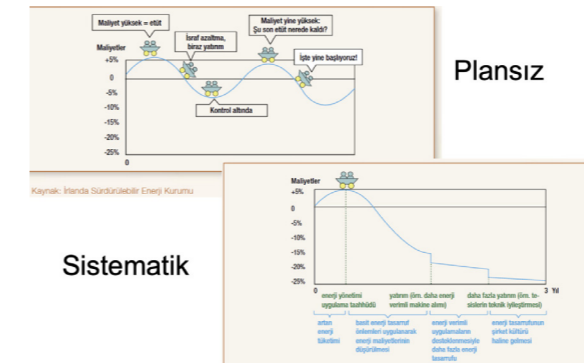 Maliyet yüksek = etüt
Maliyet yine yüksek:
Şu son etüt nerede kaldı?
İsraf azaltma,
biraz yatırım
İşte yine başlıyoruz!
Maliyetler
+5%
0
-5%
-10%
-15%
-20%
-25%
0
Kontrol altında
Plansız
Kaynak: İrlanda Sürdürülebilir Enerji Kurumu
Sistematik
Maliyetler
+5%
0
-5%
-10%
-15%
-20%
-25%
0
3 Yıl
enerji yönetimi
uygulama taahhüdü
yatırım (örn. daha enerji
verimli makine alımı)
daha fazla yatırım (örn. te-
sislerin teknik iyileştirmesi)
artan
enerji
tüketimi
basit enerji tasarruf
önlemleri uygulanarak
enerji maliyetlerinin
düşürülmesi
enerji verimli
uygulamaların
desteklenmesiyle
daha fazla enerji
tasarrufu
enerji tasarrufunun
şirket kültürü
haline gelmesi